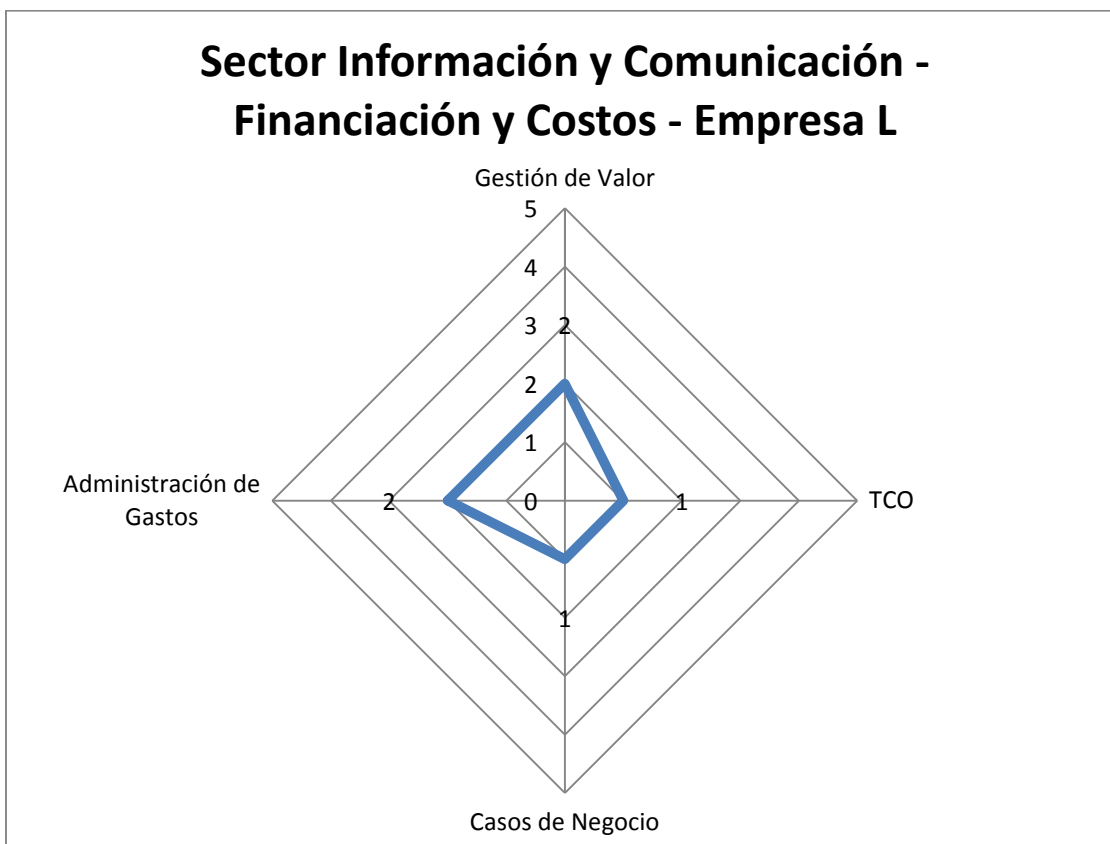 Sector Información y Comunicación -
Financiación y Costos - Empresa L
Gestión de Valor
5
4
3 2
2
1
Administración de
Gastos
2 0 1 TCO
1
Casos de Negocio